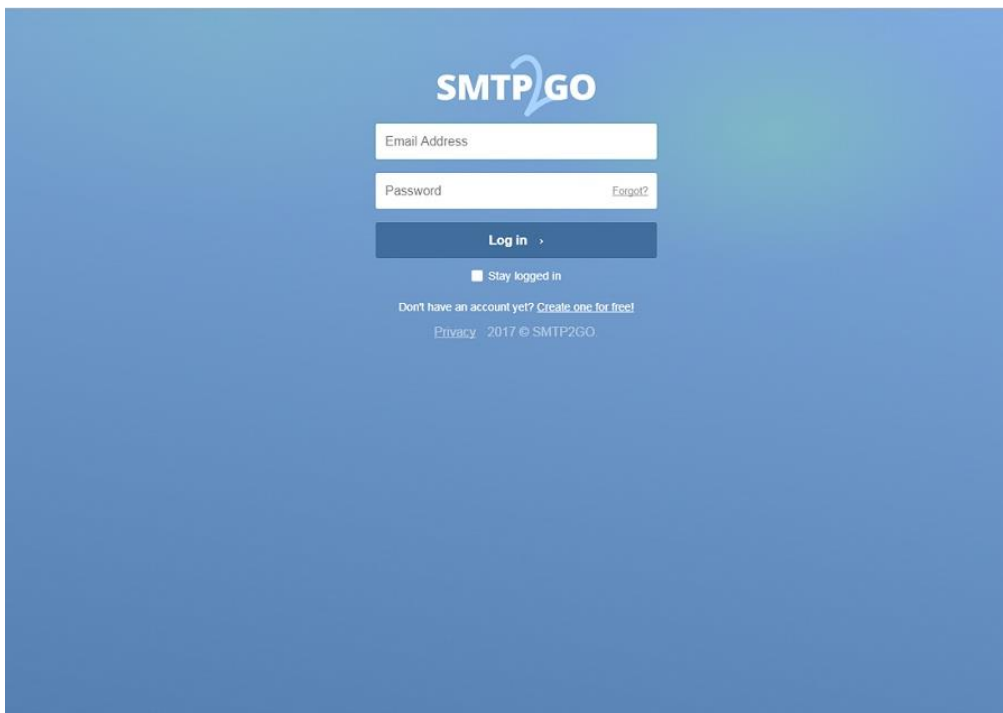 SMTP2GO
Email Address
Password Forgot?
Log in ›
Stay logged in
Don't have an account yet? Create one for free!
Privacy 2017 © SMTP2GO.